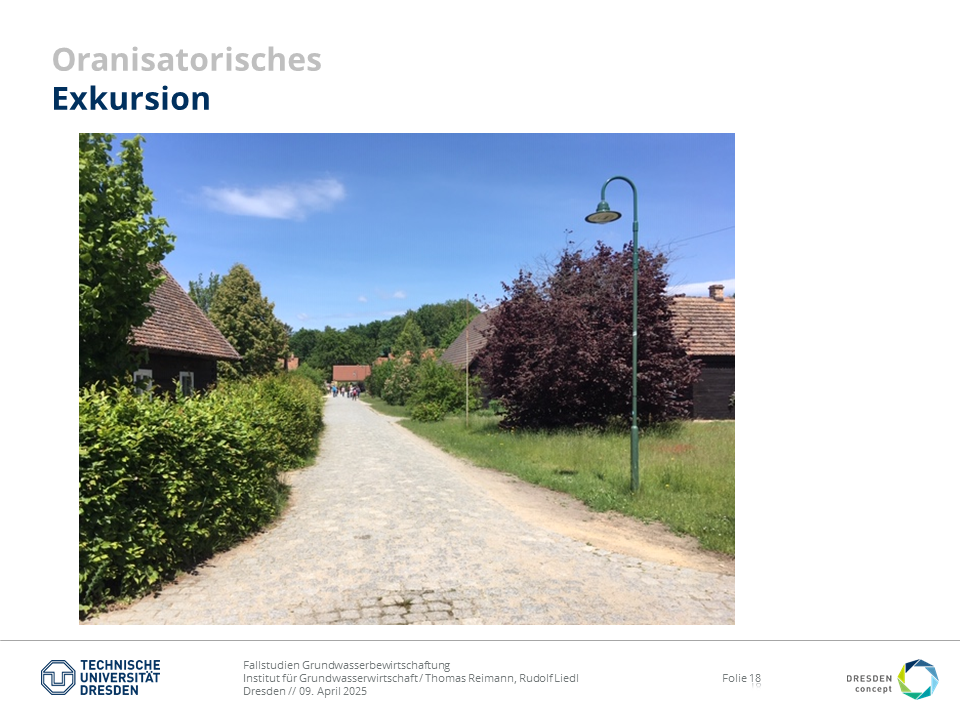 Oranisatorisches
Exkursion
TECHNISCHE
UNIVERSITÄT
DRESDEN
Fallstudien Grundwasserbewirtschaftung
Institut für Grundwasserwirtschaft / Thomas Reimann, Rudolf Liedl
Dresden // 09. April 2025
Folie 18
DRESDEN
concept